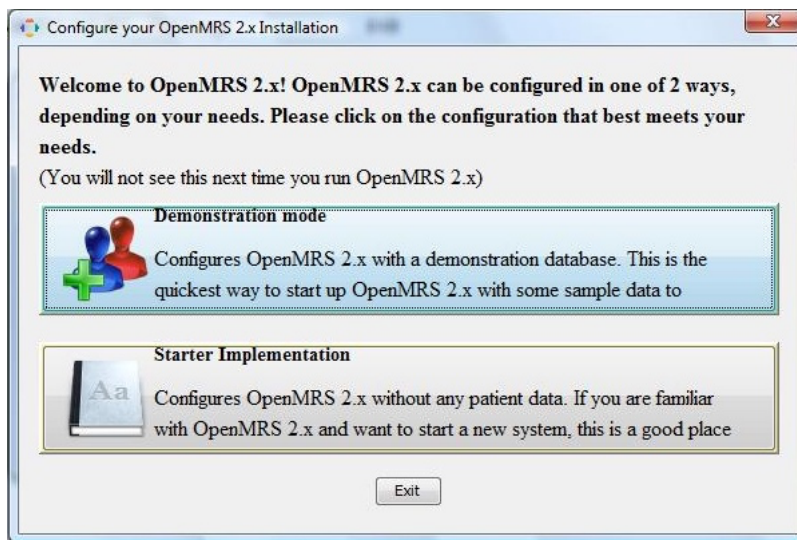 Configure your OpenMRS 2.x Installation
Welcome to OpenMRS 2.x! OpenMRS 2.x can be configured in one of 2 ways,
depending on your needs. Please click on the configuration that best meets your
needs.
(You will not see this next time you run OpenMRS 2.x)
Demonstration mode
Configures OpenMRS 2.x with a demonstration database. This is the
quickest way to start up OpenMRS 2.x with some sample data to
Starter Implementation
Aa
Configures OpenMRS 2.x without any patient data. If you are familiar
with OpenMRS 2.x and want to start a new system, this is a good place
Exit